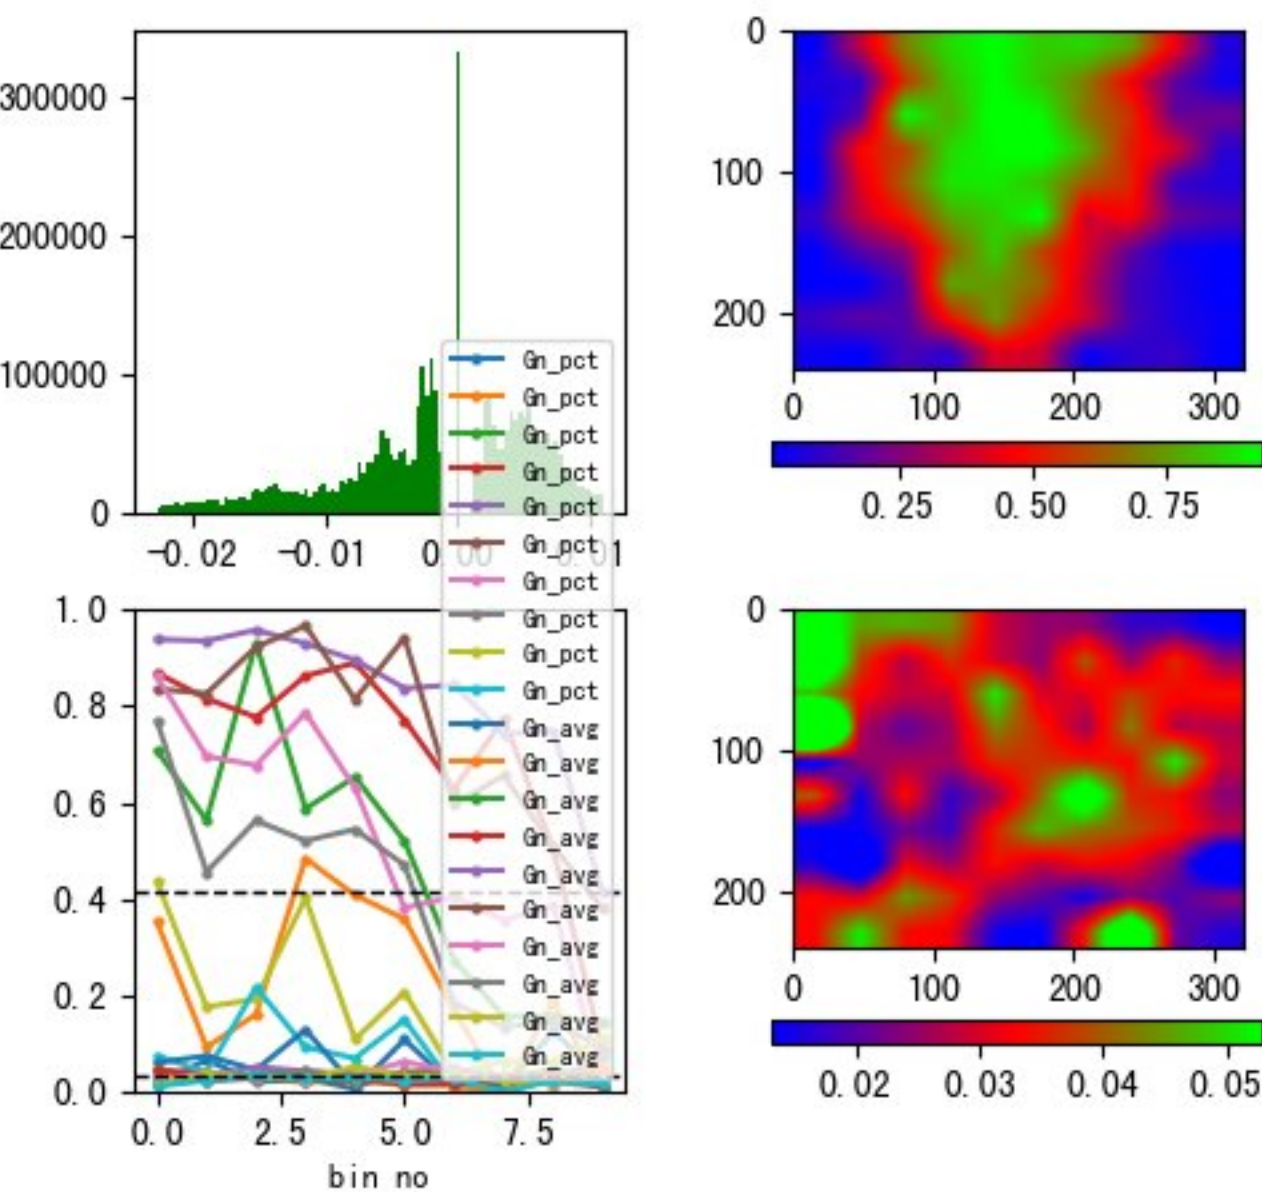 300000
200000
100000
0
-0.02 -0.01 0.00 0.01
0
100
200
0 100 200 300
0.25 0.50 0.75
Gn_pct
Gn_pct
Gn_pct
Gn_pct
Gn_pct
Gn_pct
Gn_pct
Gn_pct
Gn_pct
Gn_pct
Gn_avg
Gn_avg
Gn_avg
Gn_avg
Gn_avg
Gn_avg
Gn_avg
Gn_avg
Gn_avg
Gn_avg
1.0
0.8
0.6
0.4
0.2
0.0
0.0 2.5 5.0 7.5
bin no
0
100
200
0 100 200 300
0.02 0.03 0.04 0.05